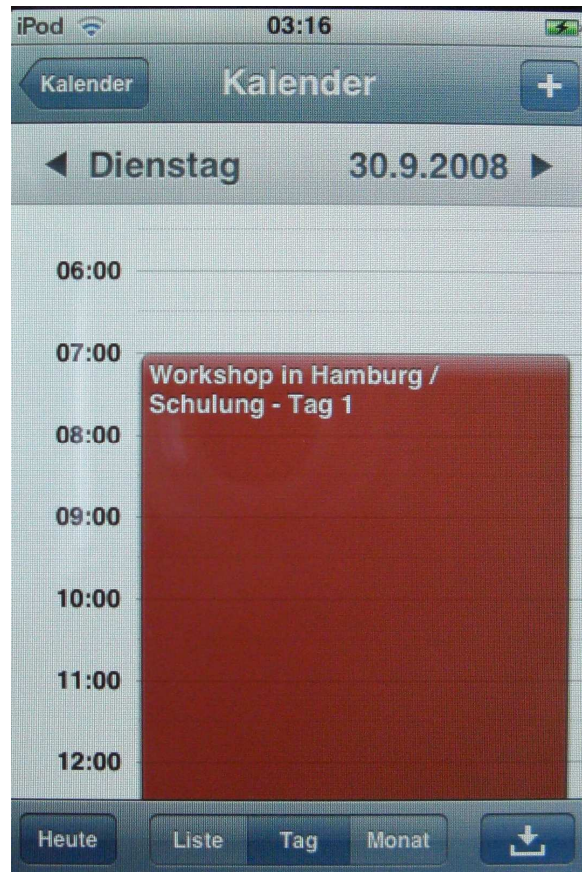 iPod 03:16
Kalender Kalender +
Dienstag 30.9.2008
06:00
07:00
Workshop in Hamburg /
Schulung - Tag 1
08:00
09:00
10:00
11:00
12:00
Heute Liste Tag Monat